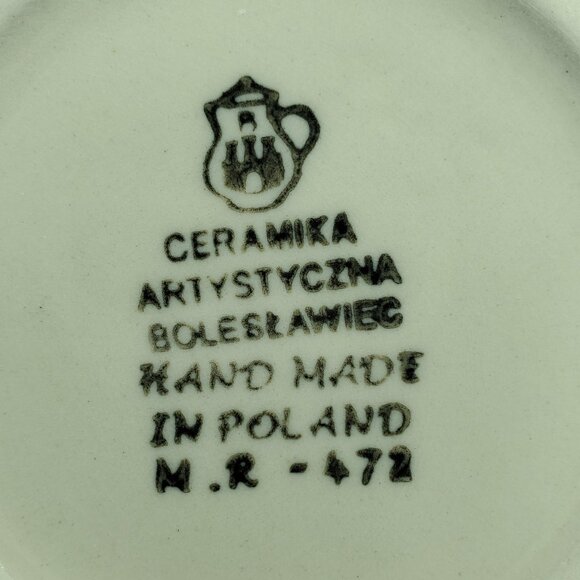 CERAMIKA
ARTYSTYCZNA
BOLESŁAWIEC
HAND MADE
IN POLAND
M.R - 472